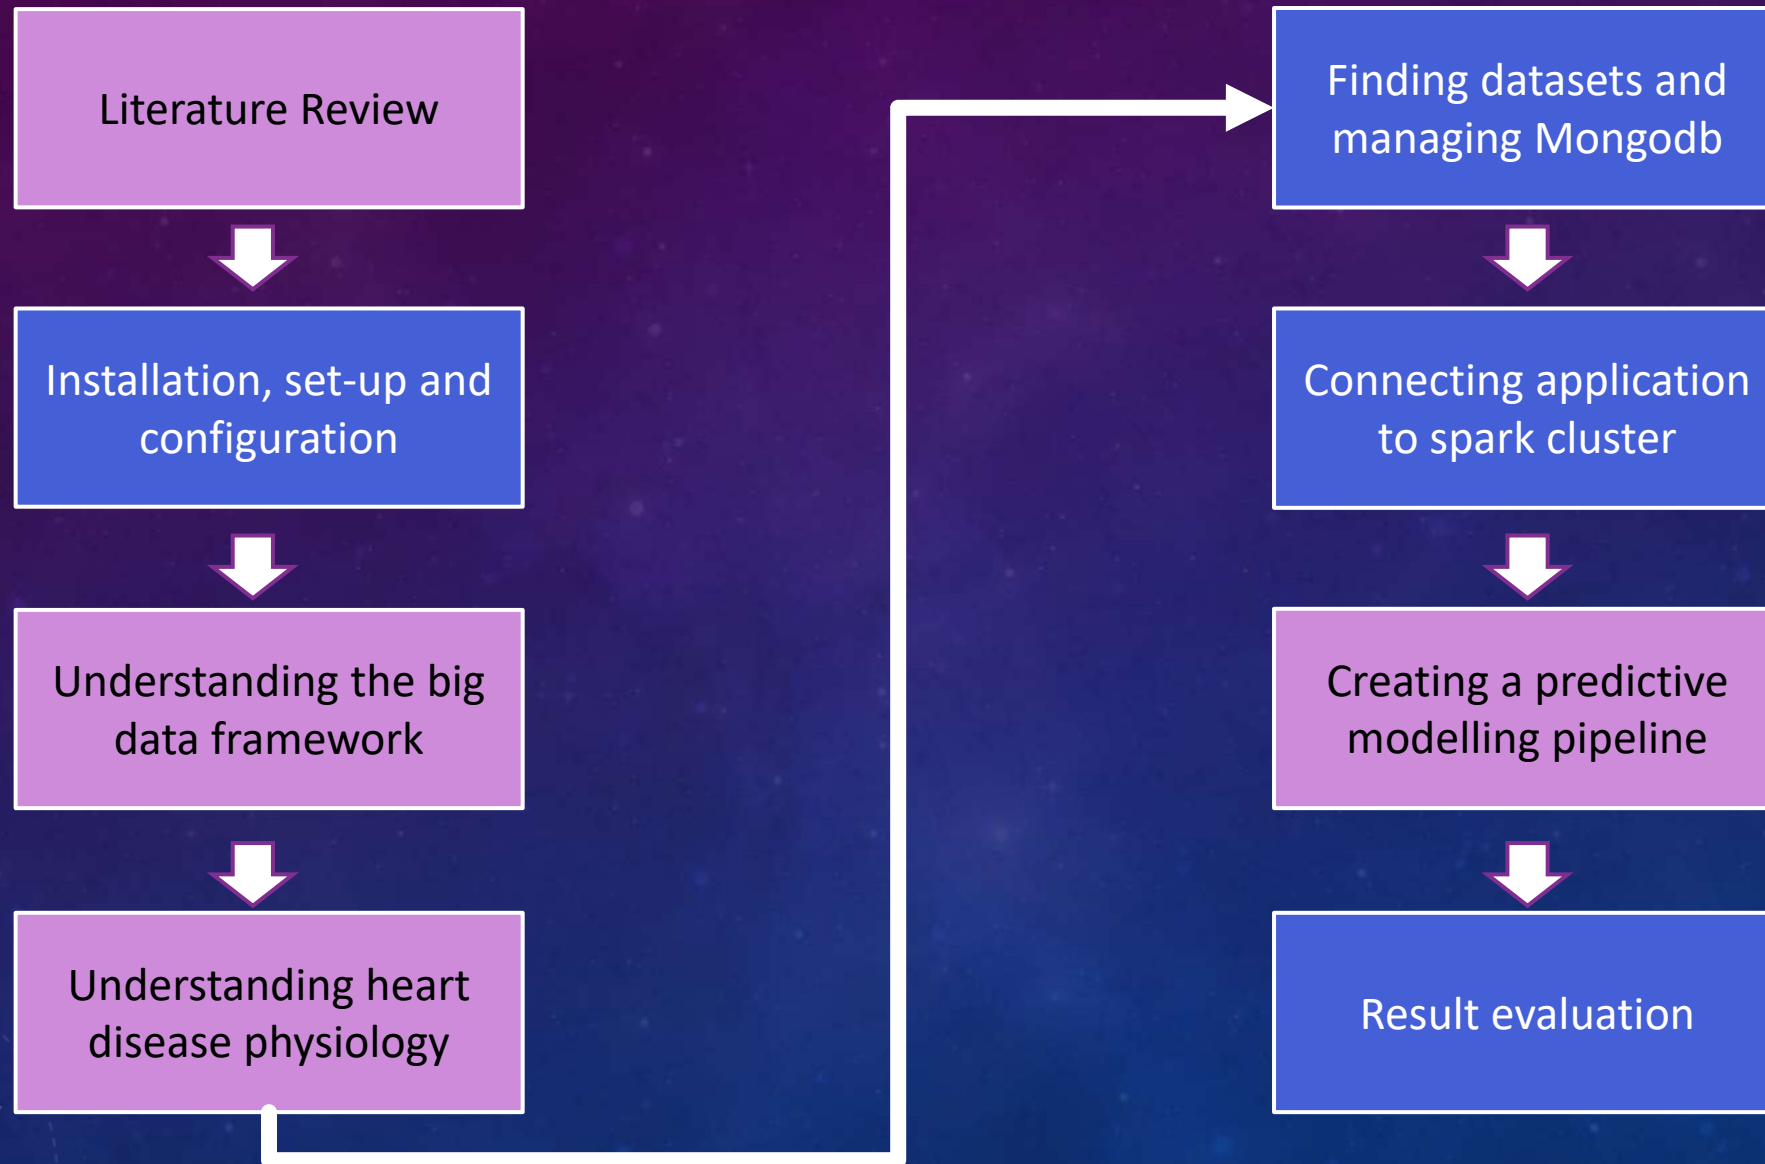 Literature Review
Installation, set-up and
configuration
Understanding the big
data framework
Understanding heart
disease physiology
Finding datasets and
managing Mongodb
Connecting application
to spark cluster
Creating a predictive
modelling pipeline
Result evaluation